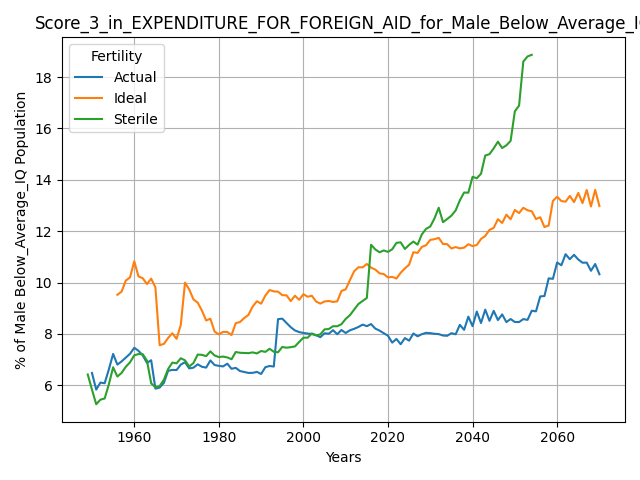 Score_3_in_EXPENDITURE_FOR_FOREIGN_AID_for_Male_Below_Average_I
Fertility
Actual
Ideal
Sterile
% of Male Below_Average_IQ Population
18
16
14
12
10
8
6
1960 1980 2000 2020 2040 2060
Years